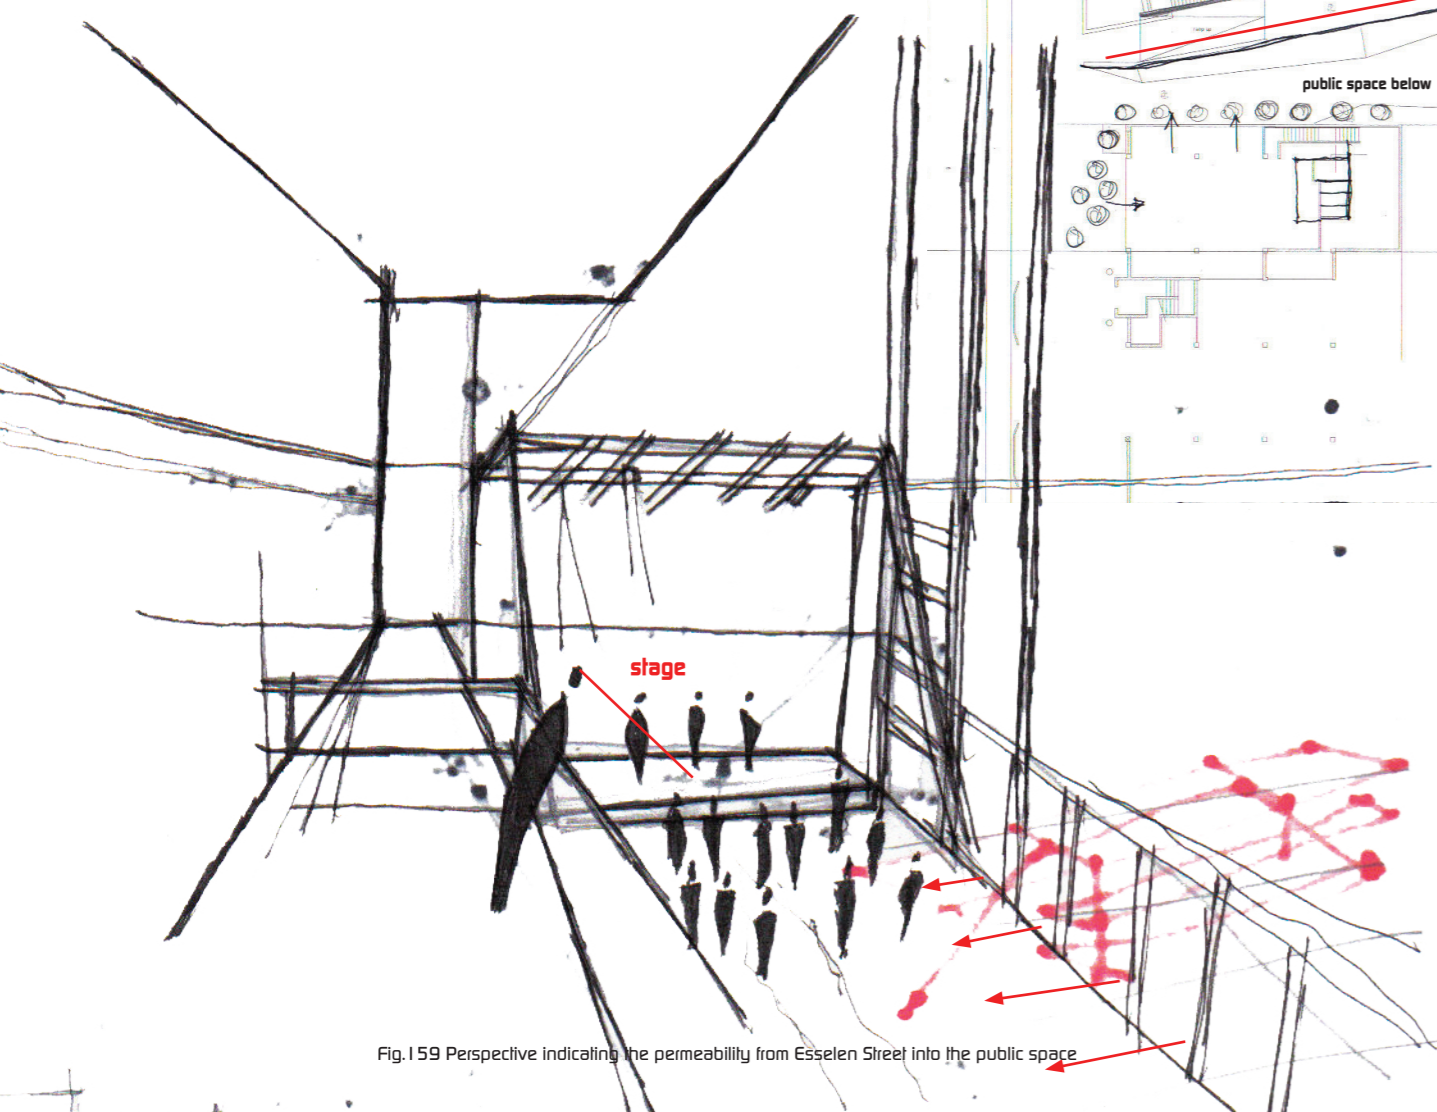 public space below
stage
Fig.159 Perspective indicating the permeability from Esselen Street into the public space